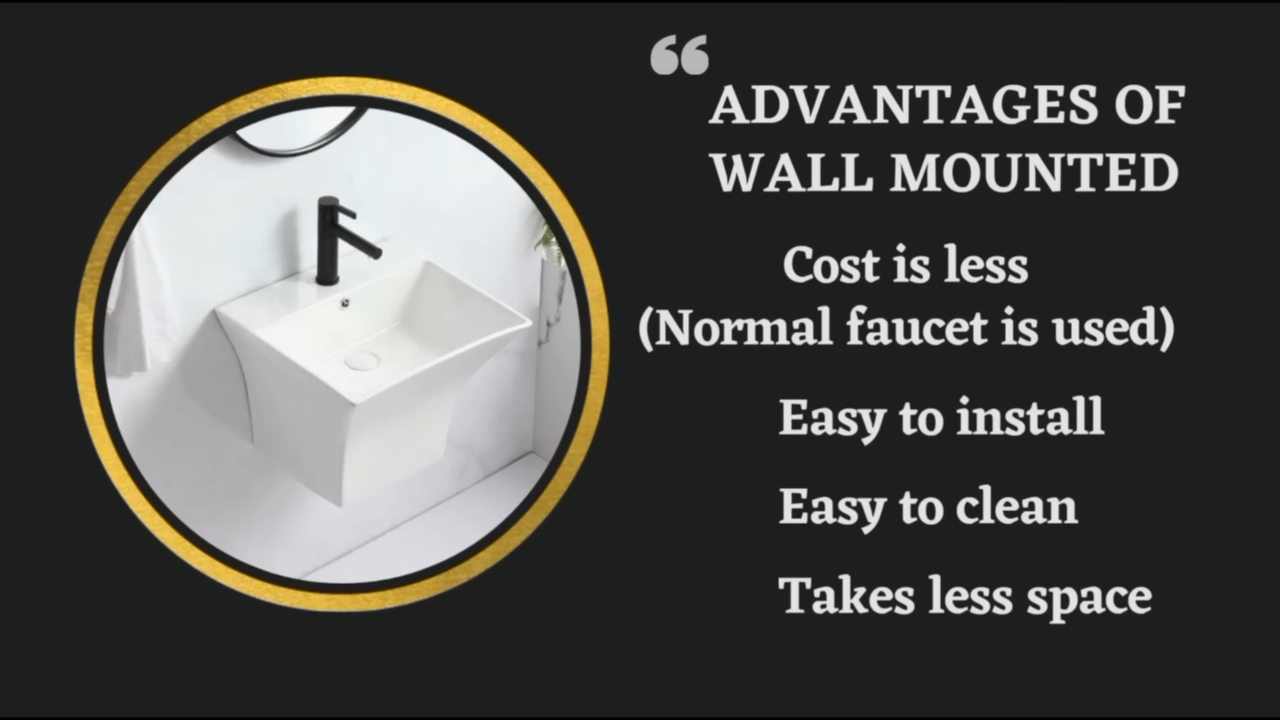 “
ADVANTAGES OF
WALL MOUNTED
Cost is less
(Normal faucet is used)
Easy to install
Easy to clean
Takes less space